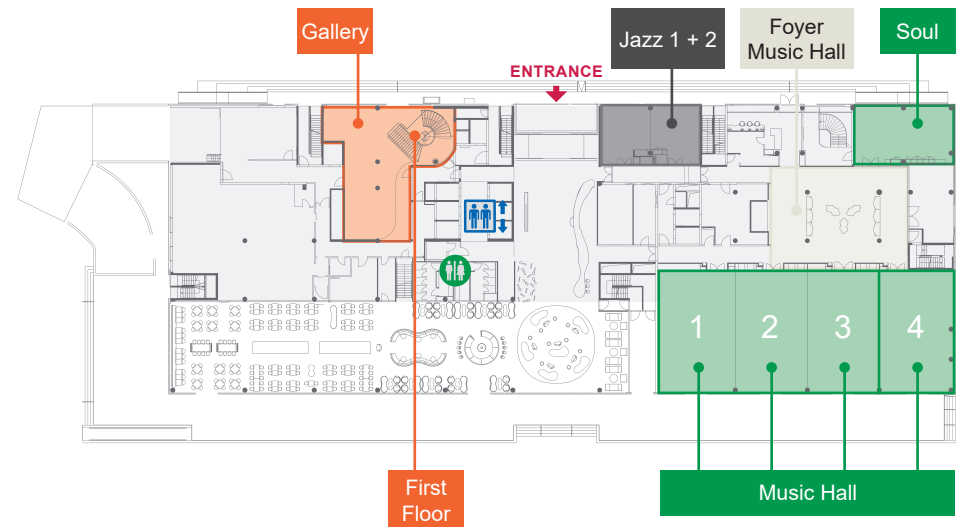 Gallery
Jazz 1 + 2
Foyer
Music Hall
Soul
ENTRANCE
1
2
3
4
First
Floor
Music Hall